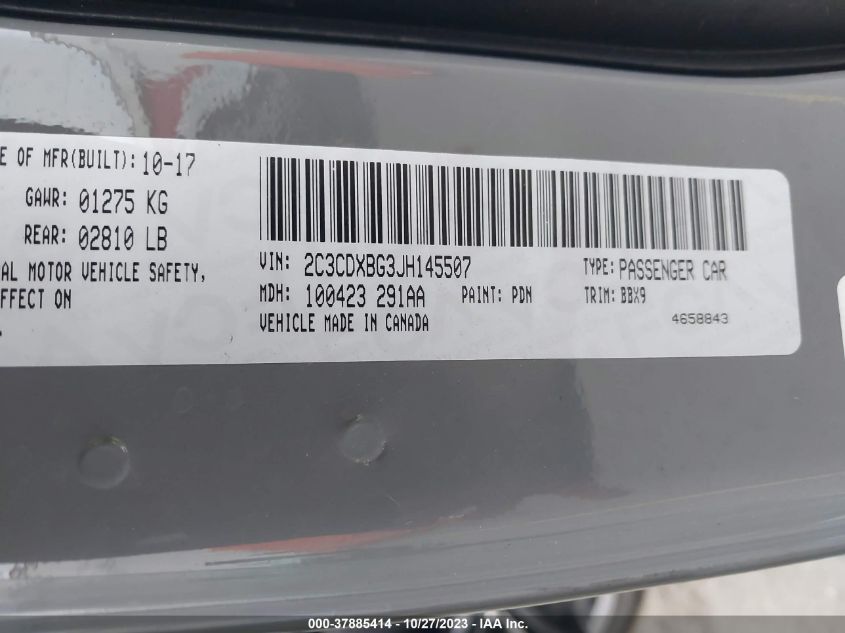 E OF MFR(BUILT): 10-17
GAWR: 01275 KG
REAR: 02810 LB
AL MOTOR VEHICLE SAFETY,
EFFECT ON
VIN: 2C3CDXBG3JH145507
TYPE: PASSENGER CAR
MDH: 100423 291AA PAINT: PDN TRIM: BBX9
VEHICLE MADE IN CANADA
4658843
000-37885414 - 10/27/2023 - IAA Inc.